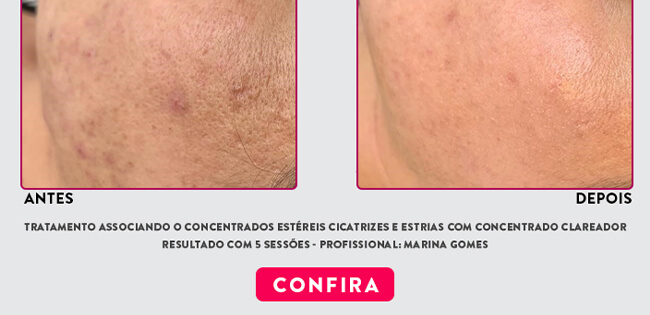 ANTES
DEPOIS
TRATAMENTO ASSOCIANDO O CONCENTRADOS ESTÉREIS CICATRIZES E ESTRIAS COM CONCENTRADO CLAREADOR
RESULTADO COM 5 SESSÕES - PROFISSIONAL: MARINA GOMES
CONFIRA